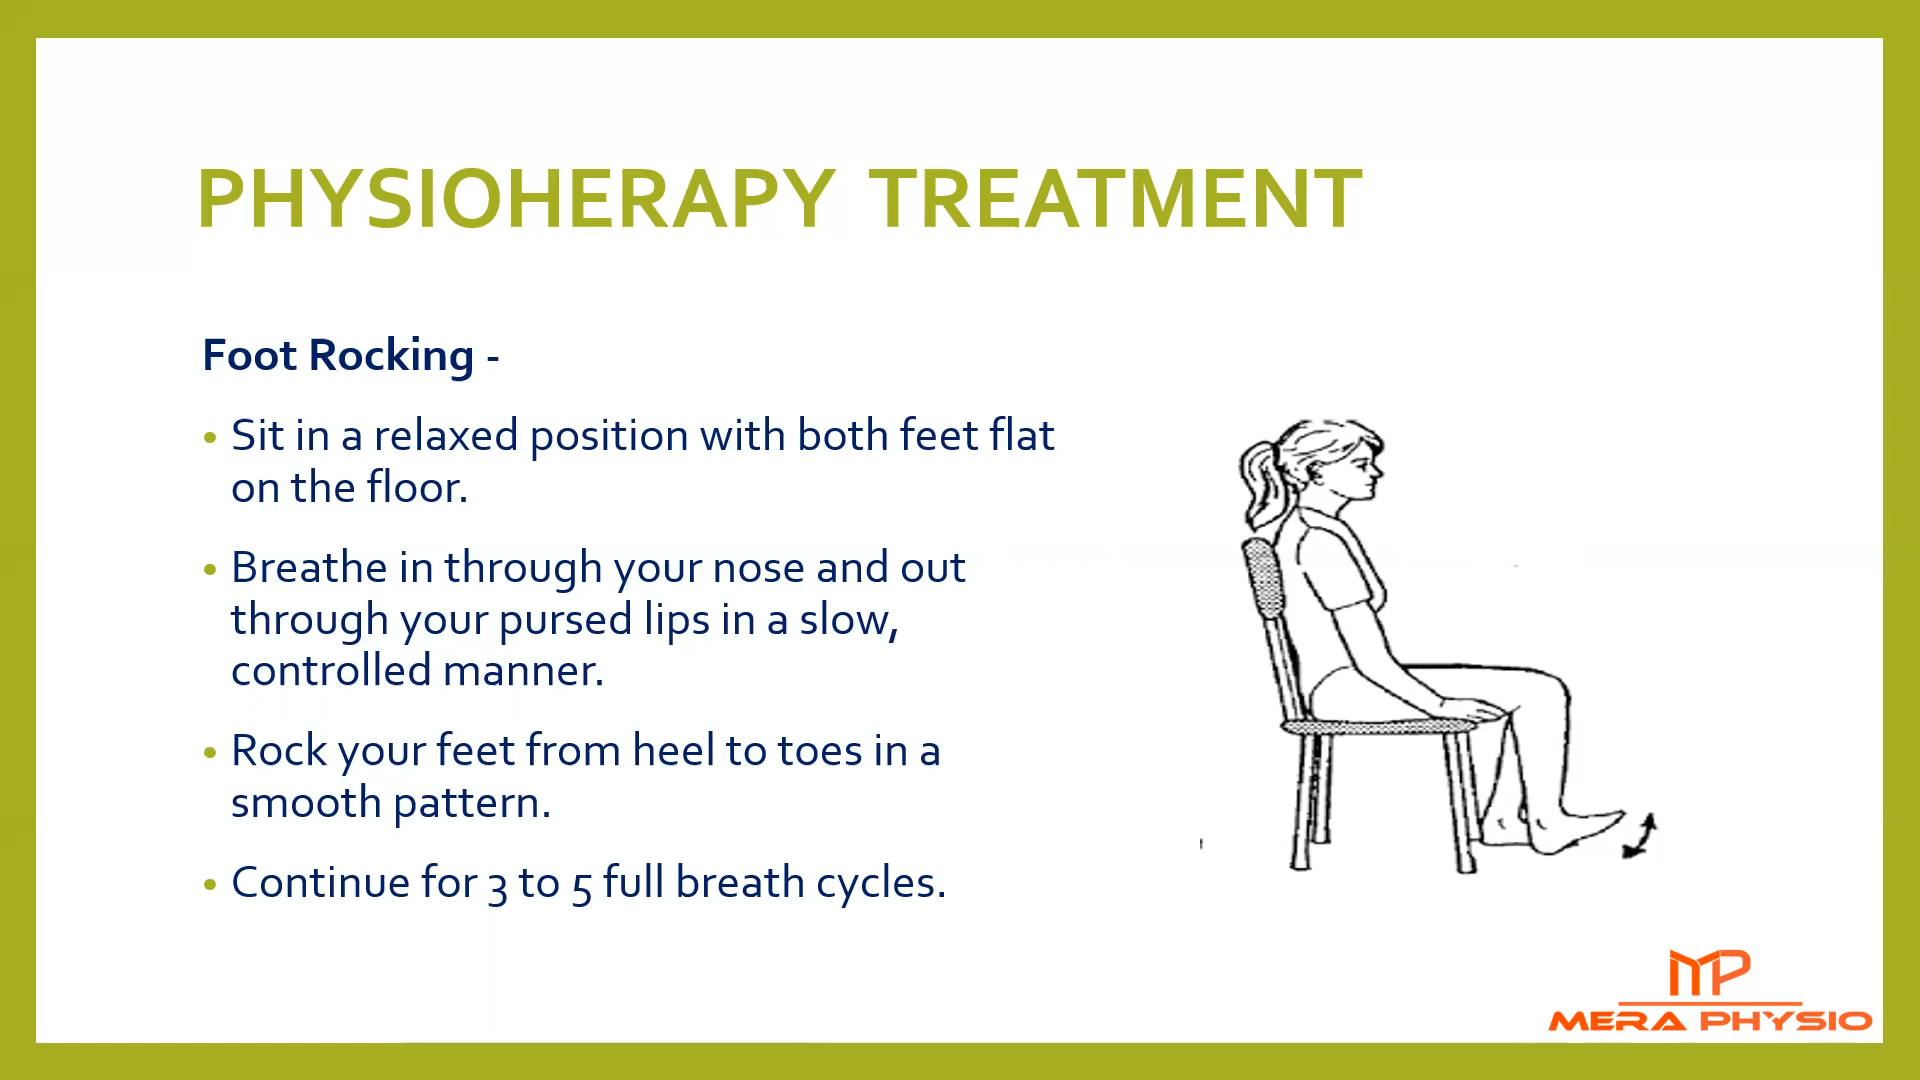 PHYSIOHERAPY TREATMENT
Foot Rocking -
• Sit in a relaxed position with both feet flat
on the floor.
• Breathe in through your nose and out
through your pursed lips in a slow,
controlled manner.
• Rock your feet from heel to toes in a
smooth pattern.
• Continue for 3 to 5 full breath cycles.
MP
MERA PHYSIO